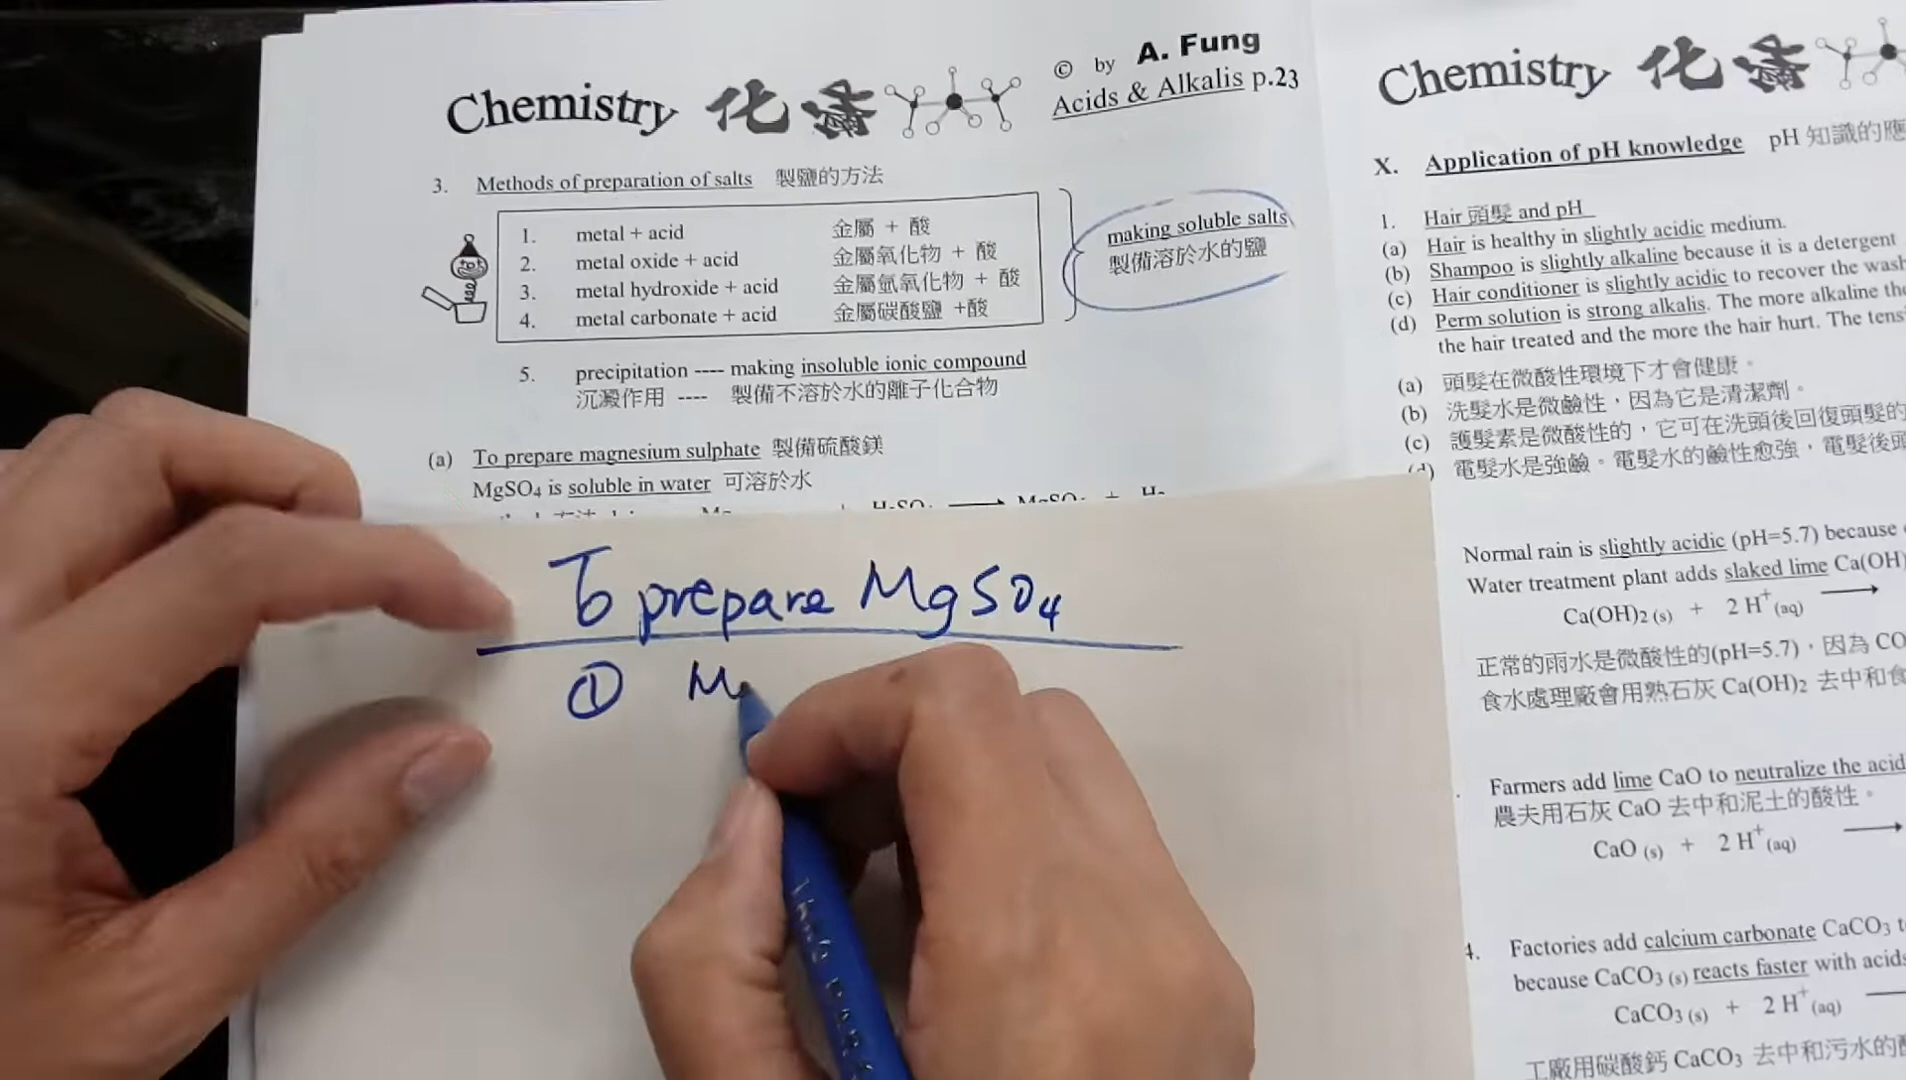 Chemistry 化
© by A. Fung
Acids & Alkalis p.23
3. Methods of preparation of salts 製鹽的方法
1. metal + acid 金屬 + 酸
2. metal oxide + acid 金屬氧化物 + 酸
3. metal hydroxide + acid 金屬氫氧化物 + 酸
4. metal carbonate + acid 金屬碳酸鹽 +酸
making soluble salts
製備溶於水的鹽
5. precipitation ---- making insoluble ionic compound
沉澱作用 ---- 製備不溶於水的離子化合物
(a) To prepare magnesium sulphate 製備硫酸鎂
MgSO4 is soluble in water 可溶於水
To prepare MgSO4
① M
Chemistry 化
X. Application of pH knowledge pH 知識的應
1. Hair 頭髮 and pH
(a) Hair is healthy in slightly acidic medium.
(b) Shampoo is slightly alkaline because it is a detergent
(c) Hair conditioner is slightly acidic to recover the
(d) Perm solution is strong alkalis. The more alkaline
the hair treated and the more the hair hurt. The
(a) 頭髮在微酸性環境下才會健康。
(b) 洗髮水是微鹼性，因為它是清潔劑。
(c) 護髮素是微酸性的，它可在洗頭後回復頭髮的
電髮水是強鹼。電髮水的鹼性愈強，電髮後頭
Normal rain is slightly acidic (pH=5.7) because
Water treatment plant adds slaked lime Ca(OH)
Ca(OH)2 (s) + 2 H+ (aq) ⟶
正常的雨水是微酸性的(pH=5.7)，因為 CO
食水處理廠會用熟石灰 Ca(OH)2 去中和食
Farmers add lime CaO to neutralize the acid
農夫用石灰 CaO 去中和泥土的酸性。
CaO (s) + 2 H+ (aq) ⟶
4. Factories add calcium carbonate CaCO3
because CaCO3 (s) reacts faster with acids
CaCO3 (s) + 2 H+ (aq)
工廠用碳酸鈣 CaCO3 去中和污水的